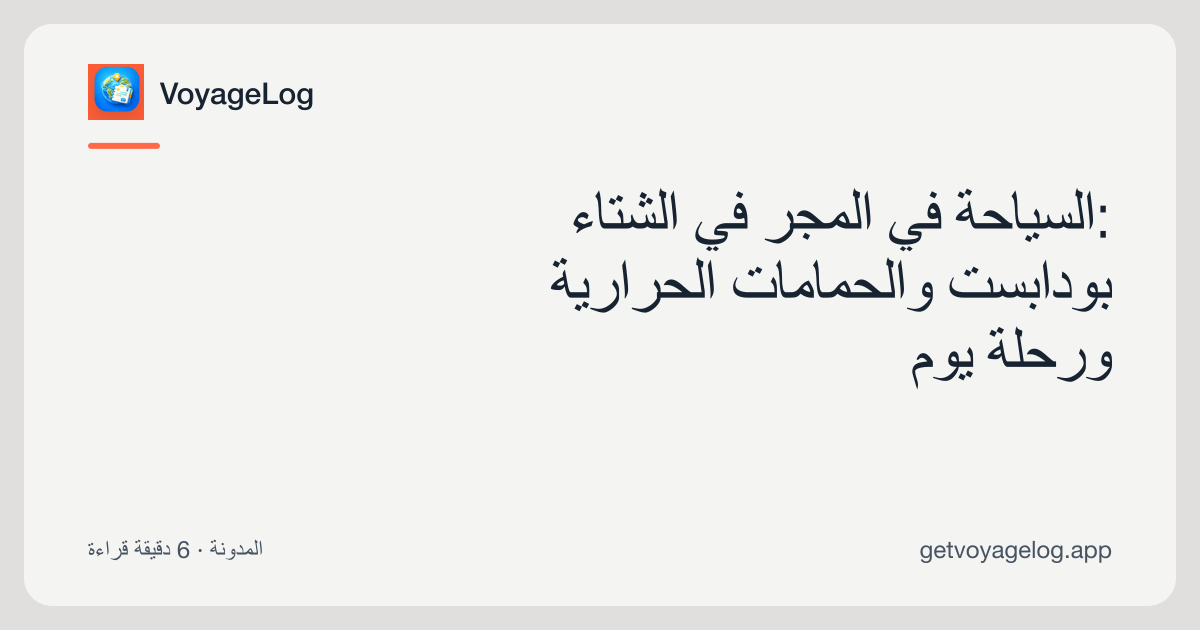 VoyageLog
السياحة في المجر في الشتاء:
بودابست والحمامات الحرارية
ورحلة يوم
المدونة · 6 دقيقة قراءة
getvoyagelog.app